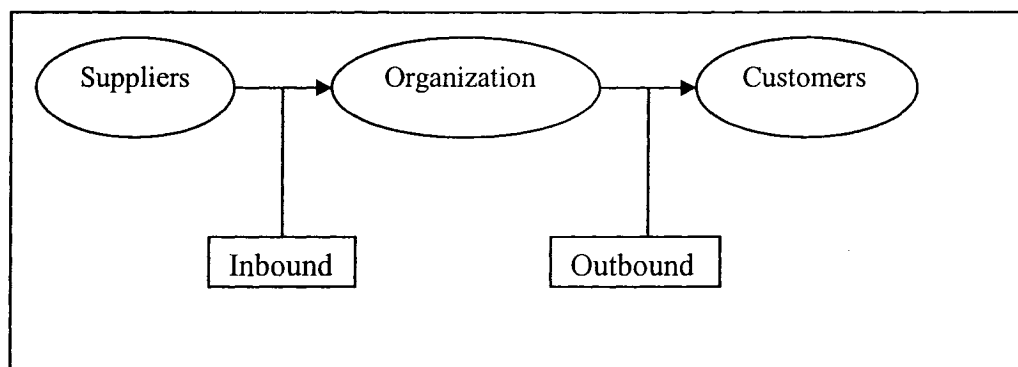 Suppliers
Organization
Customers
Inbound
Outbound